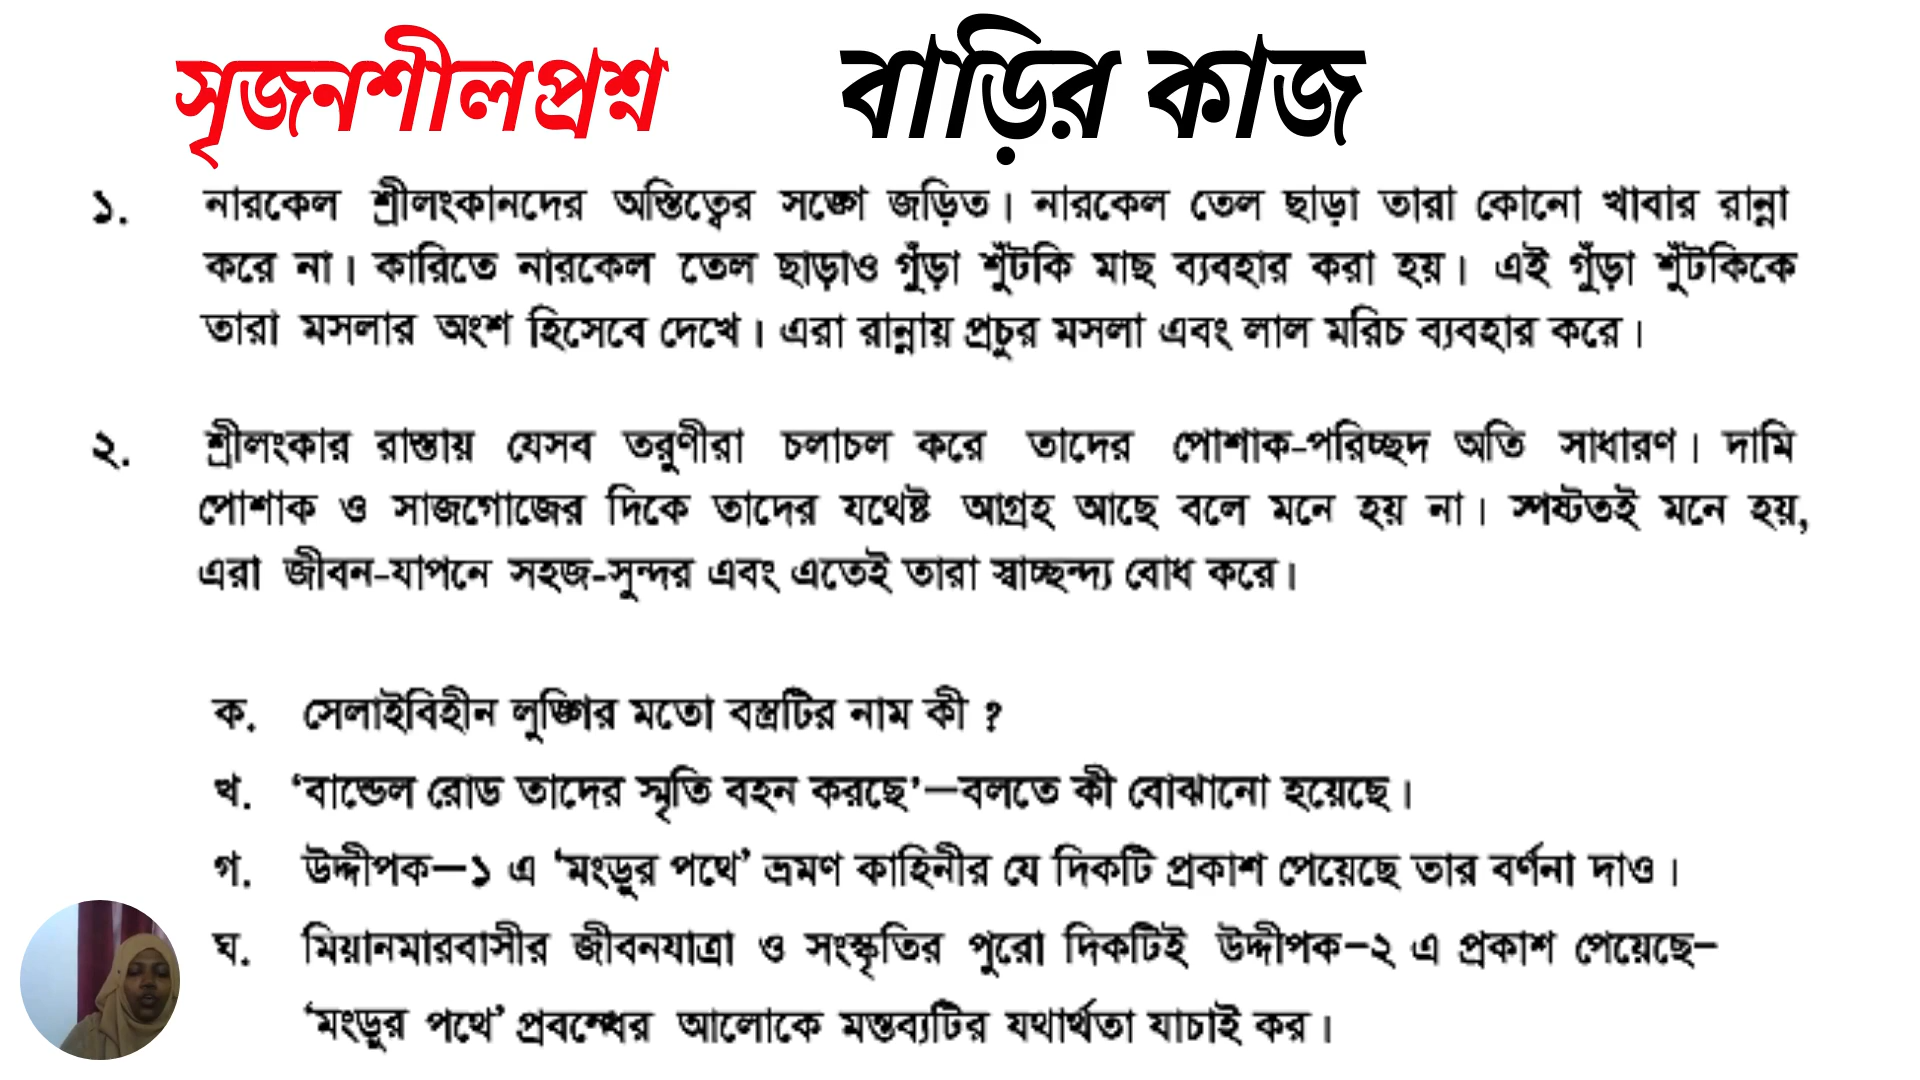 সৃজনশীলপ্রশ্ন বাড়ির কাজ
১. নারকেল শ্রীলংকানদের অস্তিত্বের সঙ্গে জড়িত। নারকেল তেল ছাড়া তারা কোনো খাবার রান্না
করে না। কারিতে নারকেল তেল ছাড়াও গুঁড়া শুঁটকি মাছ ব্যবহার করা হয়। এই গুঁড়া শুঁটকিকে
তারা মসলার অংশ হিসেবে দেখে। এরা রান্নায় প্রচুর মসলা এবং লাল মরিচ ব্যবহার করে।
২. শ্রীলংকার রাস্তায় যেসব তরুণীরা চলাচল করে তাদের পোশাক-পরিচ্ছদ অতি সাধারণ। দামি
পোশাক ও সাজগোজের দিকে তাদের যথেষ্ট আগ্রহ আছে বলে মনে হয় না। স্পষ্টতই মনে হয়,
এরা জীবন-যাপনে সহজ-সুন্দর এবং এতেই তারা স্বাচ্ছন্দ্য বোধ করে।
ক. সেলাইবিহীন লুঙ্গির মতো বস্ত্রটির নাম কী ?
খ. ‘বান্ডেল রোড তাদের স্মৃতি বহন করছে’—বলতে কী বোঝানো হয়েছে।
গ. উদ্দীপক—১ এ ‘মংডুর পথে’ ভ্রমণ কাহিনীর যে দিকটি প্রকাশ পেয়েছে তার বর্ণনা দাও।
ঘ. মিয়ানমারবাসীর জীবনযাত্রা ও সংস্কৃতির পুরো দিকটিই উদ্দীপক–২ এ প্রকাশ পেয়েছে–
‘মংডুর পথে’ প্রবন্ধের আলোকে মন্তব্যটির যথার্থতা যাচাই কর।